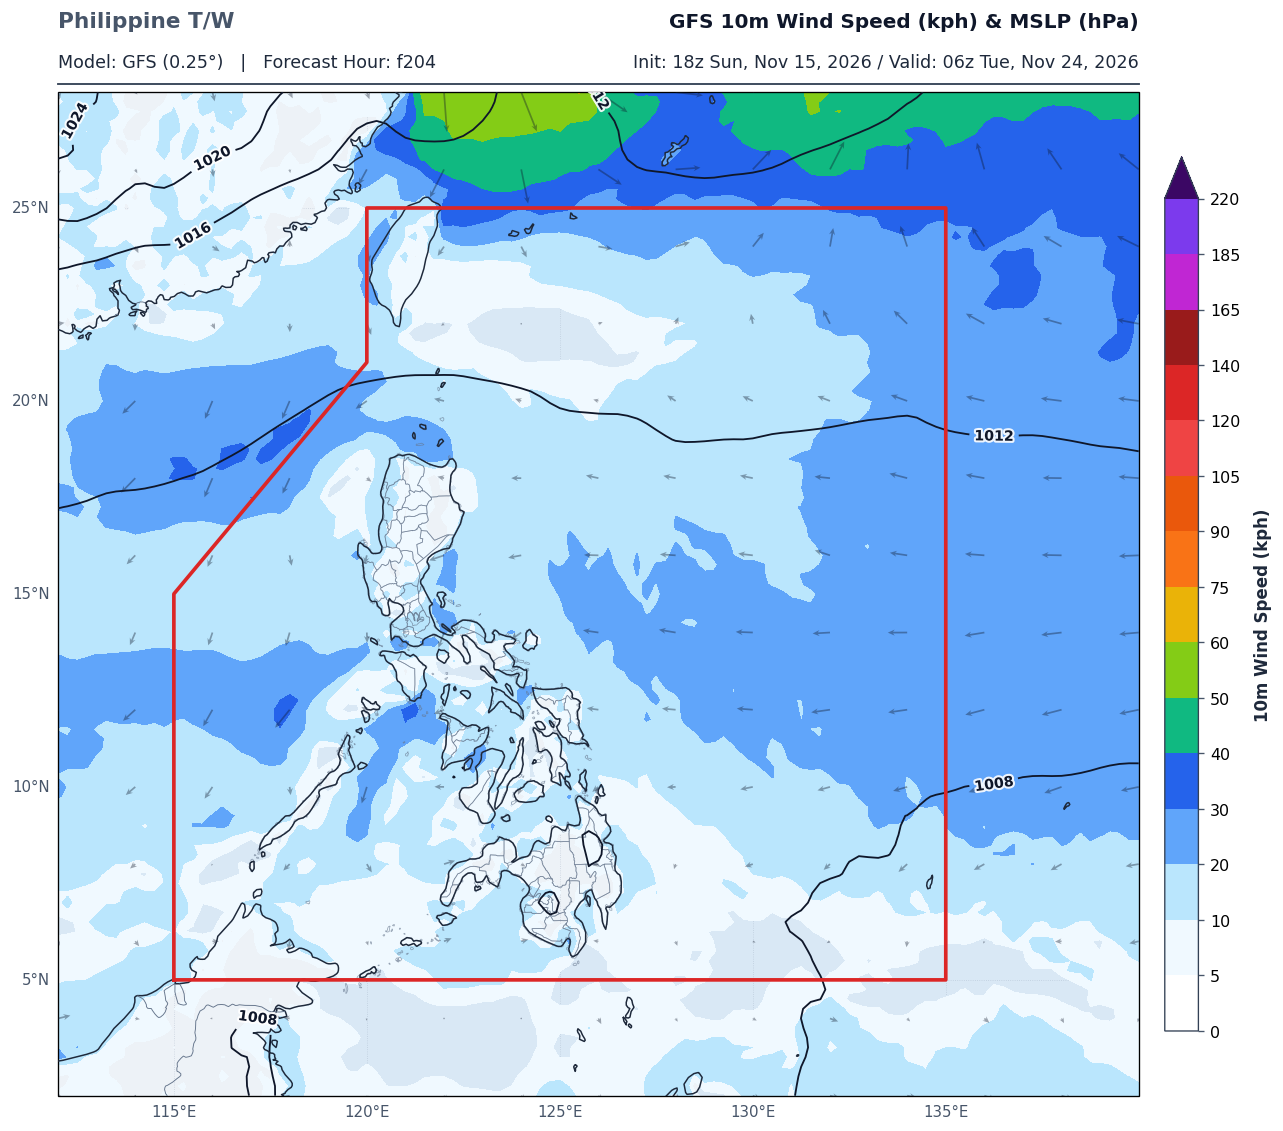 Philippine T/W
GFS 10m Wind Speed (kph) & MSLP (hPa)
Model: GFS (0.25°)   |   Forecast Hour: f204
Init: 18z Sun, Nov 15, 2026 / Valid: 06z Tue, Nov 24, 2026
1024
1020
1016
12
1012
1008
1008
25°N
20°N
15°N
10°N
5°N
115°E
120°E
125°E
130°E
135°E
220
185
165
140
120
105
90
75
60
50
40
30
20
10
5
0
10m Wind Speed (kph)